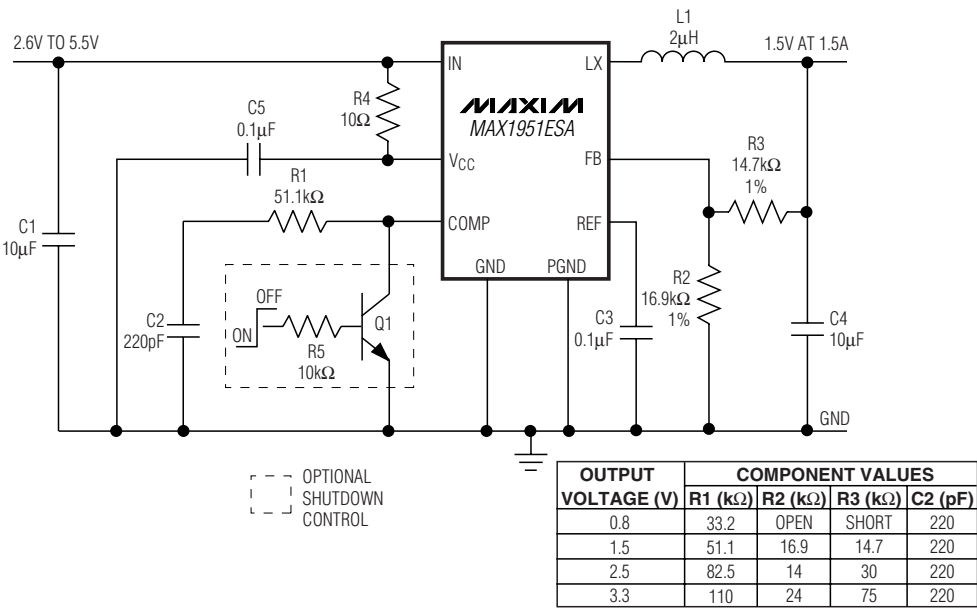 2.6V TO 5.5V
L1
2µH
1.5V AT 1.5A
IN
LX
R4
10Ω
MAXIM
MAX1951ESA
C5
0.1µF
VCC
FB
R3
14.7kΩ
1%
R1
51.1kΩ
COMP
REF
C1
10µF
GND
PGND
R2
16.9kΩ
1%
OFF
ON
Q1
R5
10kΩ
C2
220pF
C3
0.1µF
C4
10µF
GND
OPTIONAL
SHUTDOWN
CONTROL
OUTPUT VOLTAGE (V) COMPONENT VALUES
R1 (kΩ) R2 (kΩ) R3 (kΩ) C2 (pF)
0.8 33.2 OPEN SHORT 220
1.5 51.1 16.9 14.7 220
2.5 82.5 14 30 220
3.3 110 24 75 220